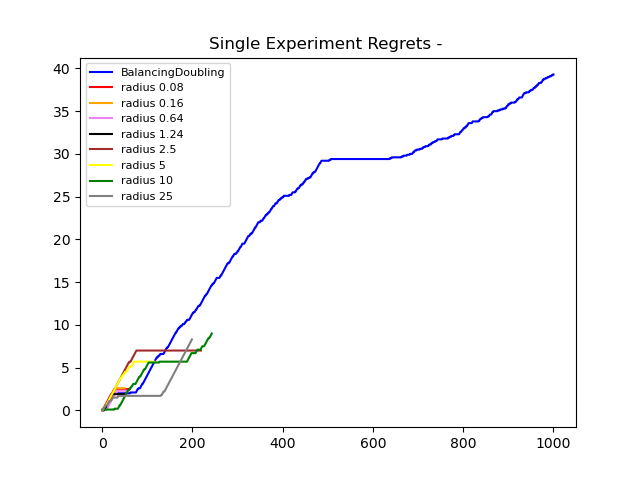 Single Experiment Regrets -
BalancingDoubling
radius 0.08
radius 0.16
radius 0.64
radius 1.24
radius 2.5
radius 5
radius 10
radius 25
40
35
30
25
20
15
10
5
0
0 200 400 600 800 1000